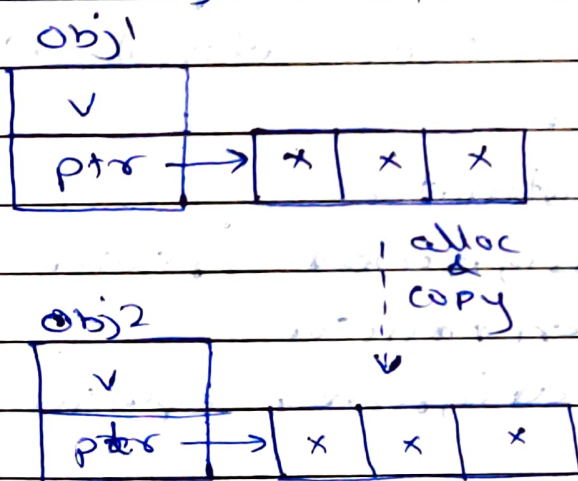 Obj1
v
ptr → x x x
alloc
&
copy
Obj2
v
ptr → x x x